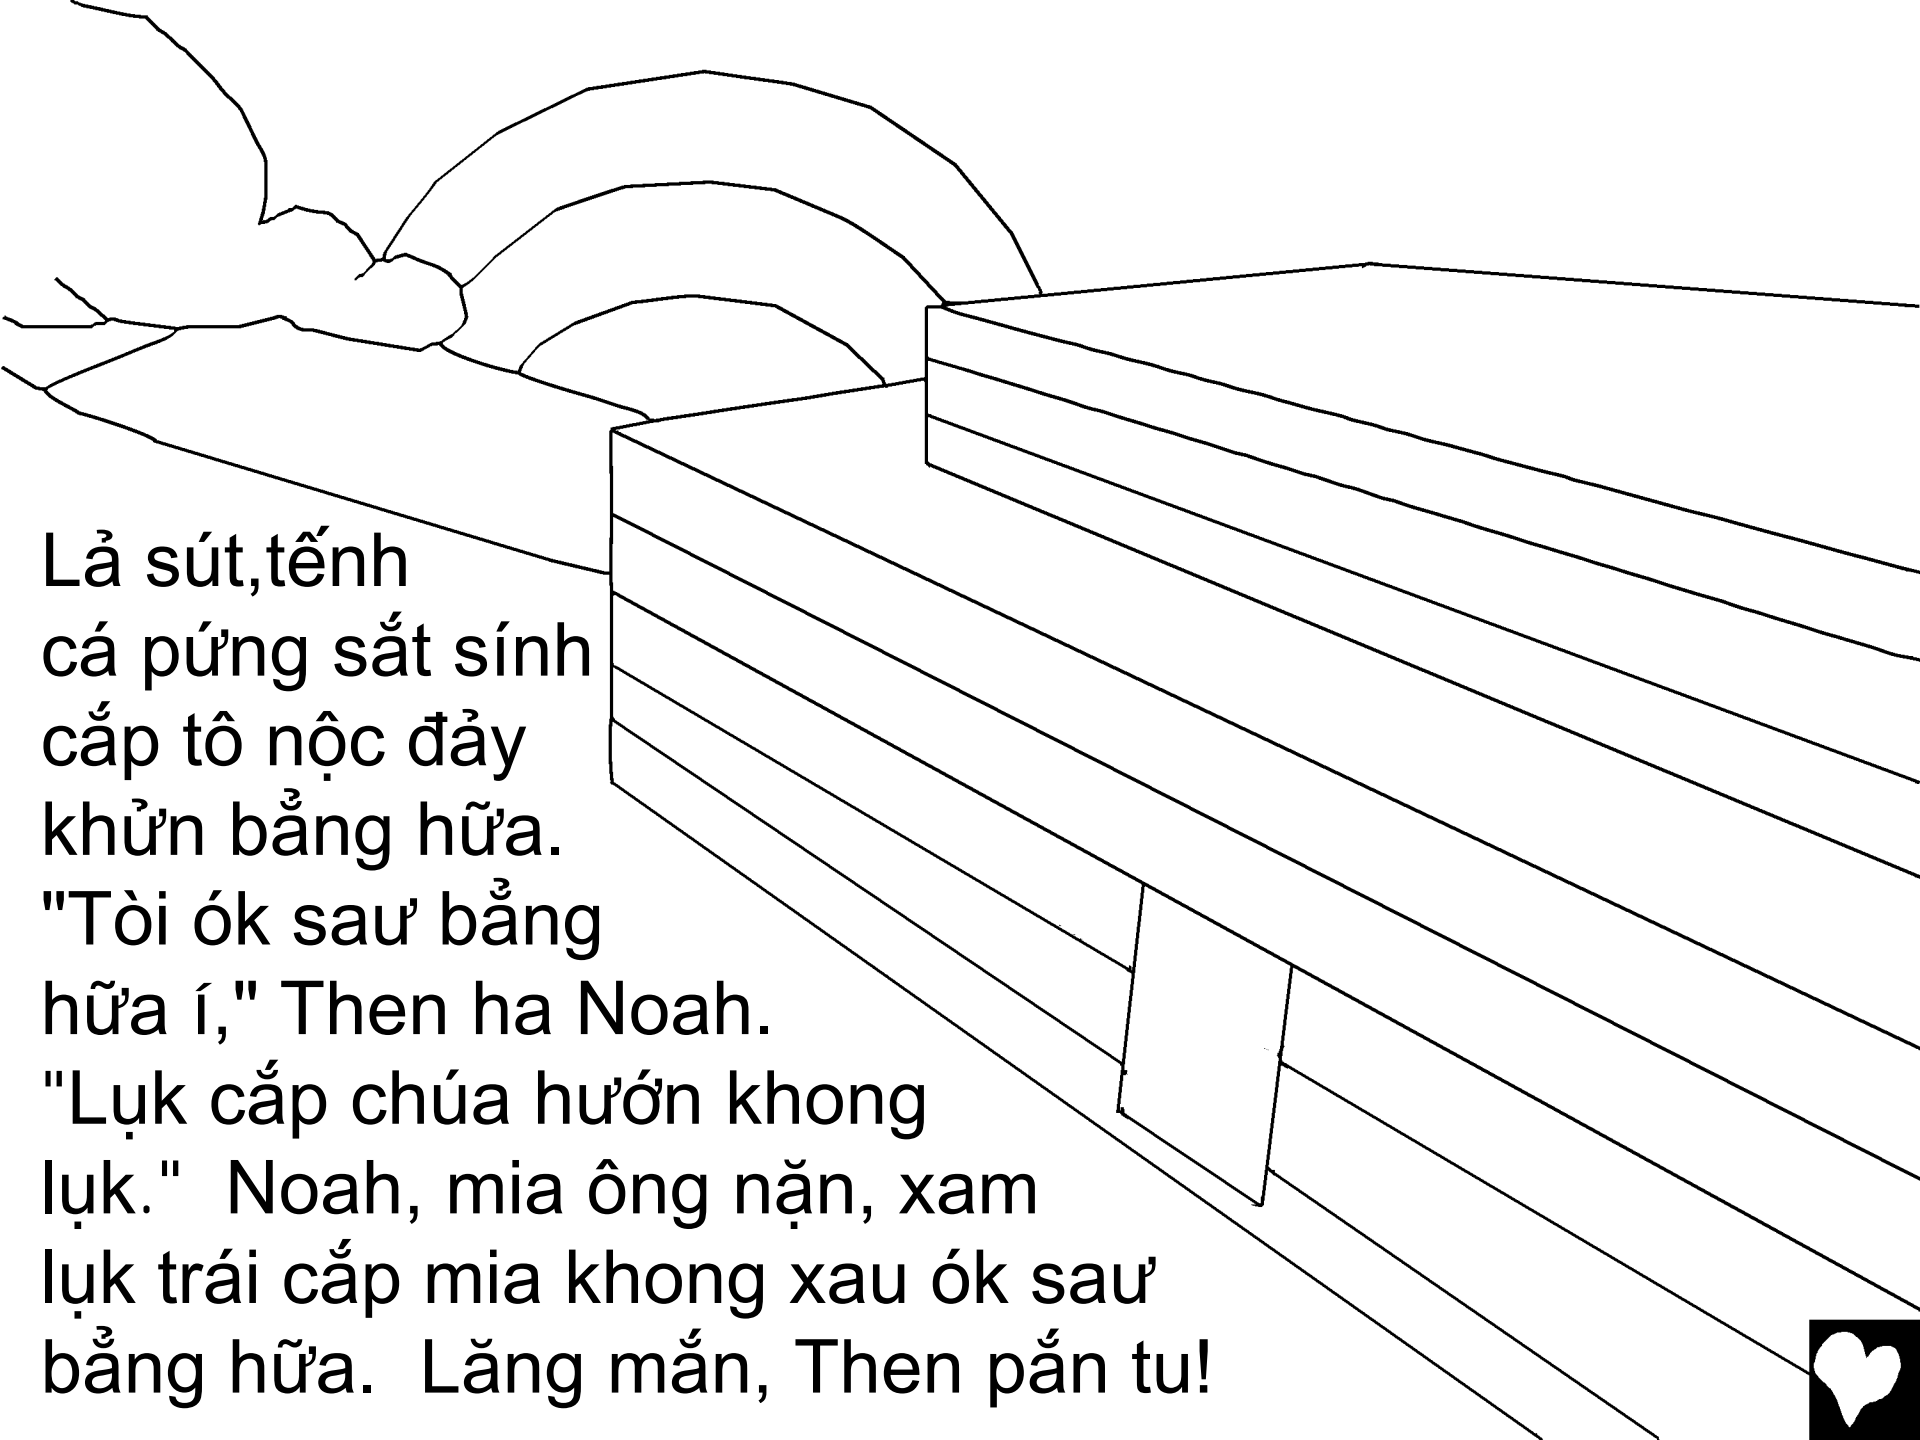 Lả sút,tếnh
cá pứng sắt sính
cắp tô nộc đảy
khửn bẳng hữa.
"Tòi ók saư bẳng
hữa í," Then ha Noah.
"Lụk cắp chúa hướn khong
lụk."  Noah, mia ông nặn, xam
lụk trái cắp mia khong xau ók saư
bẳng hữa.  Lăng mắn, Then pắn tu!